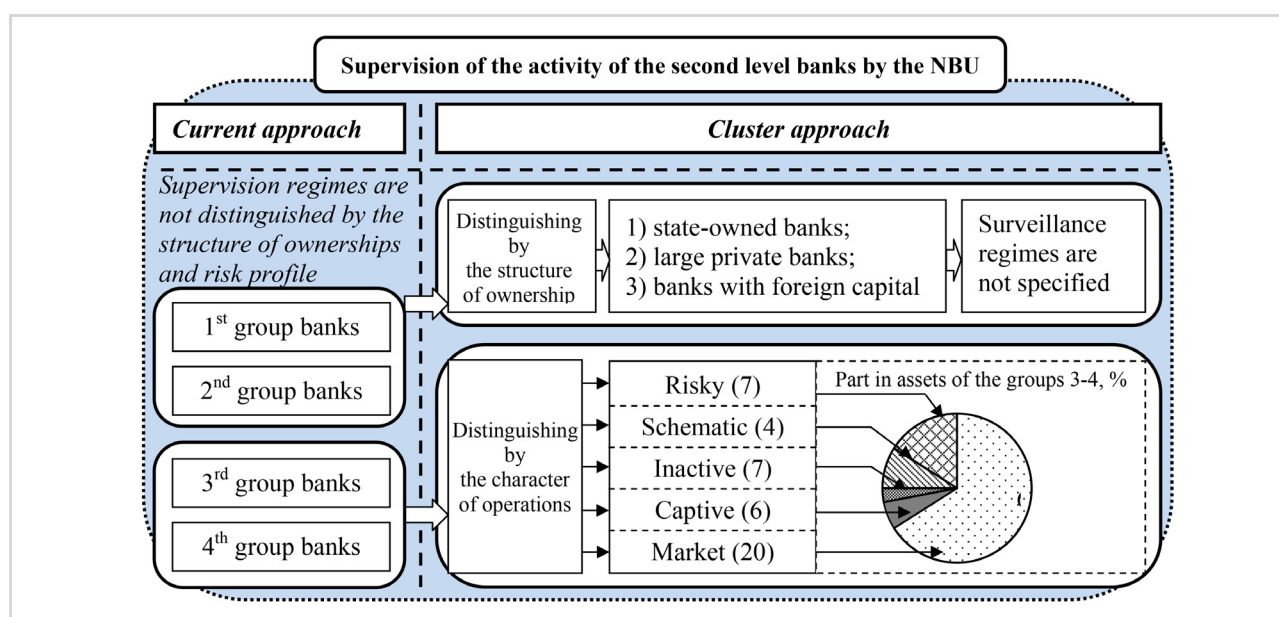 Supervision of the activity of the second level banks by the NBU
Current approach
Cluster approach
Supervision regimes are
not distinguished by the
structure of ownerships
and risk profile
1st group banks
2nd group banks
3rd group banks
4th group banks
Distinguishing
by
the structure
of ownership
1) state-owned banks;
2) large private banks;
3) banks with foreign capital
Surveillance
regimes are
not specified
Distinguishing
by
the character
of operations
Risky (7)
Schematic (4)
Inactive (7)
Captive (6)
Market (20)
Part in assets of the groups 3-4, %